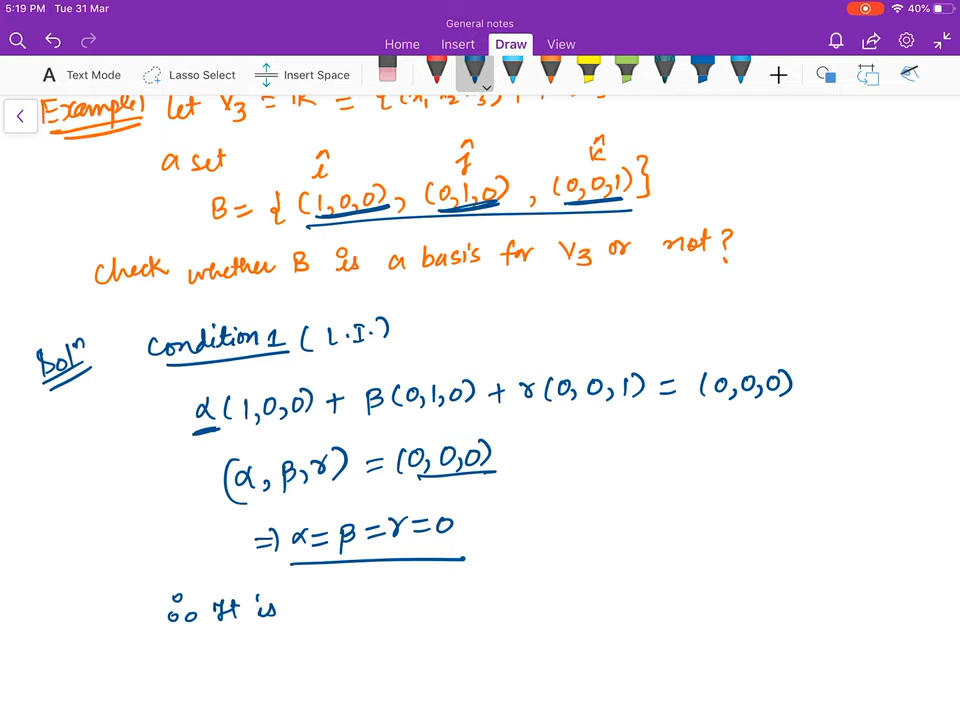 5:19 PM Tue 31 Mar
40%
General notes
Home Insert Draw View
A Text Mode Lasso Select Insert Space
Example) Let V3 =
a set î ĵ k̂
B = { (1,0,0), (0,1,0), (0,0,1) }
Check whether B is a basis for V3 or not?
Solⁿ Condition 1 (L.I.)
α(1,0,0) + β(0,1,0) + γ(0,0,1) = (0,0,0)
(α,β,γ) = (0,0,0)
⇒ α = β = γ = 0
∴ It is